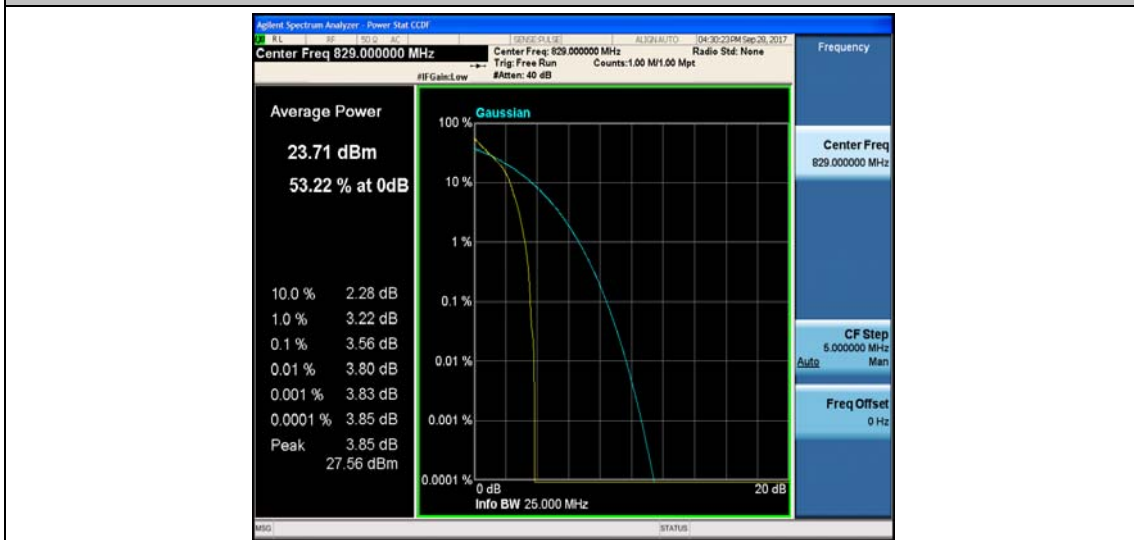 Agilent Spectrum Analyzer - Power Stat CCDF
RL RF 50 Ω AC SENSE:PULSE ALIGN AUTO 04:30:23 PM Sep 20, 2017
Center Freq 829.000000 MHz
Center Freq: 829.000000 MHz Radio Std: None
Trig: Free Run Counts:1.00 M/1.00 Mpt
#IFGain:Low #Atten: 40 dB
Frequency
Average Power
23.71 dBm
53.22 % at 0dB
10.0 % 2.28 dB
1.0 % 3.22 dB
0.1 % 3.56 dB
0.01 % 3.80 dB
0.001 % 3.83 dB
0.0001 % 3.85 dB
Peak 3.85 dB
27.56 dBm
Gaussian
100 %
10 %
1 %
0.1 %
0.01 %
0.001 %
0.0001 %
0 dB 20 dB
Info BW 25.000 MHz
Center Freq
829.000000 MHz
CF Step
5.000000 MHz
Auto Man
Freq Offset
0 Hz
MSG STATUS